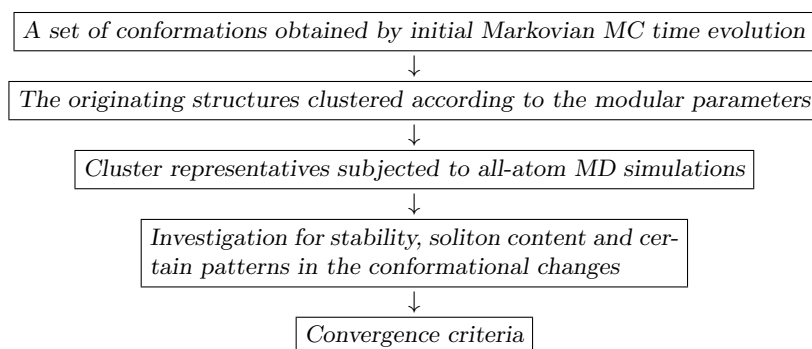 A set of conformations obtained by initial Markovian MC time evolution
↓
The originating structures clustered according to the modular parameters
↓
Cluster representatives subjected to all-atom MD simulations
↓
Investigation for stability, soliton content and cer-
tain patterns in the conformational changes
↓
Convergence criteria